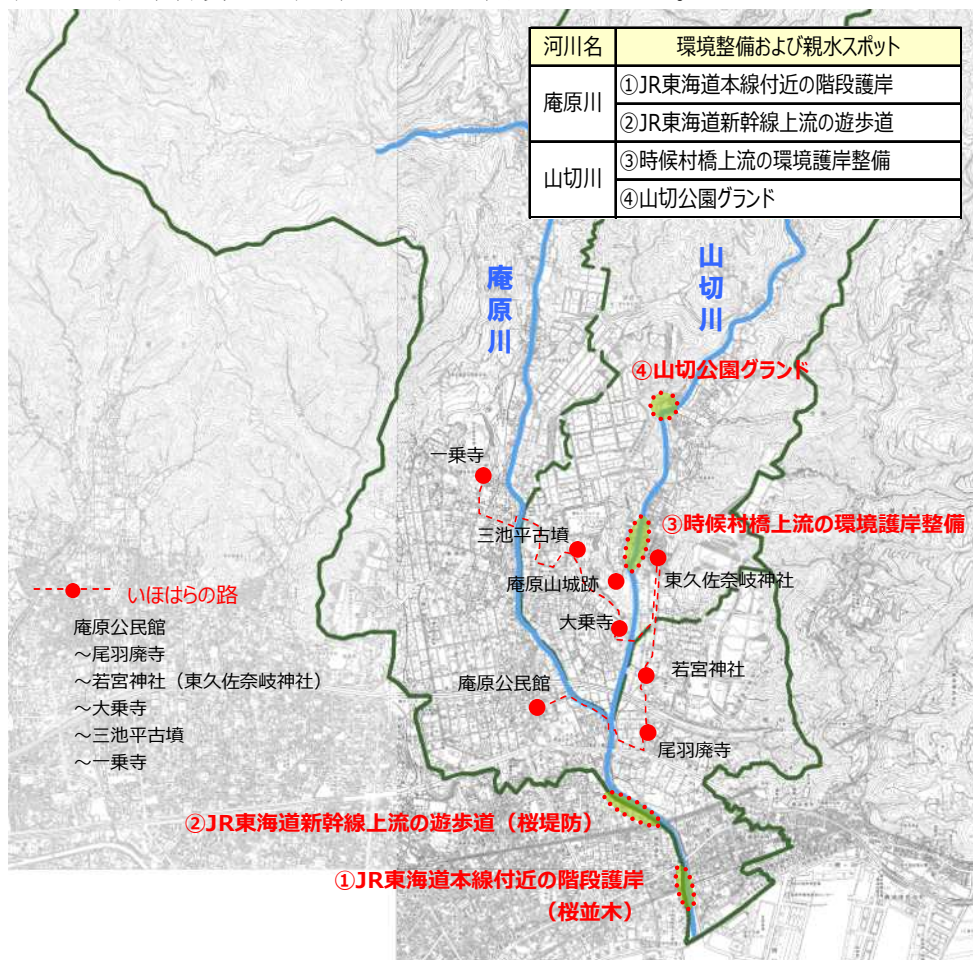 河川名 環境整備および親水スポット
庵原川 ①JR東海道本線付近の階段護岸
②JR東海道新幹線上流の遊歩道
山切川 ③時候村橋上流の環境護岸整備
④山切公園グランド
庵原川
山切川
④山切公園グランド
一乗寺
③時候村橋上流の環境護岸整備
三池平古墳
庵原山城跡
東久佐奈岐神社
いほはらの路
大乗寺
庵原公民館
～尾羽廃寺
～若宮神社（東久佐奈岐神社）
～大乗寺
～三池平古墳
～一乗寺
若宮神社
庵原公民館
尾羽廃寺
②JR東海道新幹線上流の遊歩道（桜堤防）
①JR東海道本線付近の階段護岸
（桜並木）